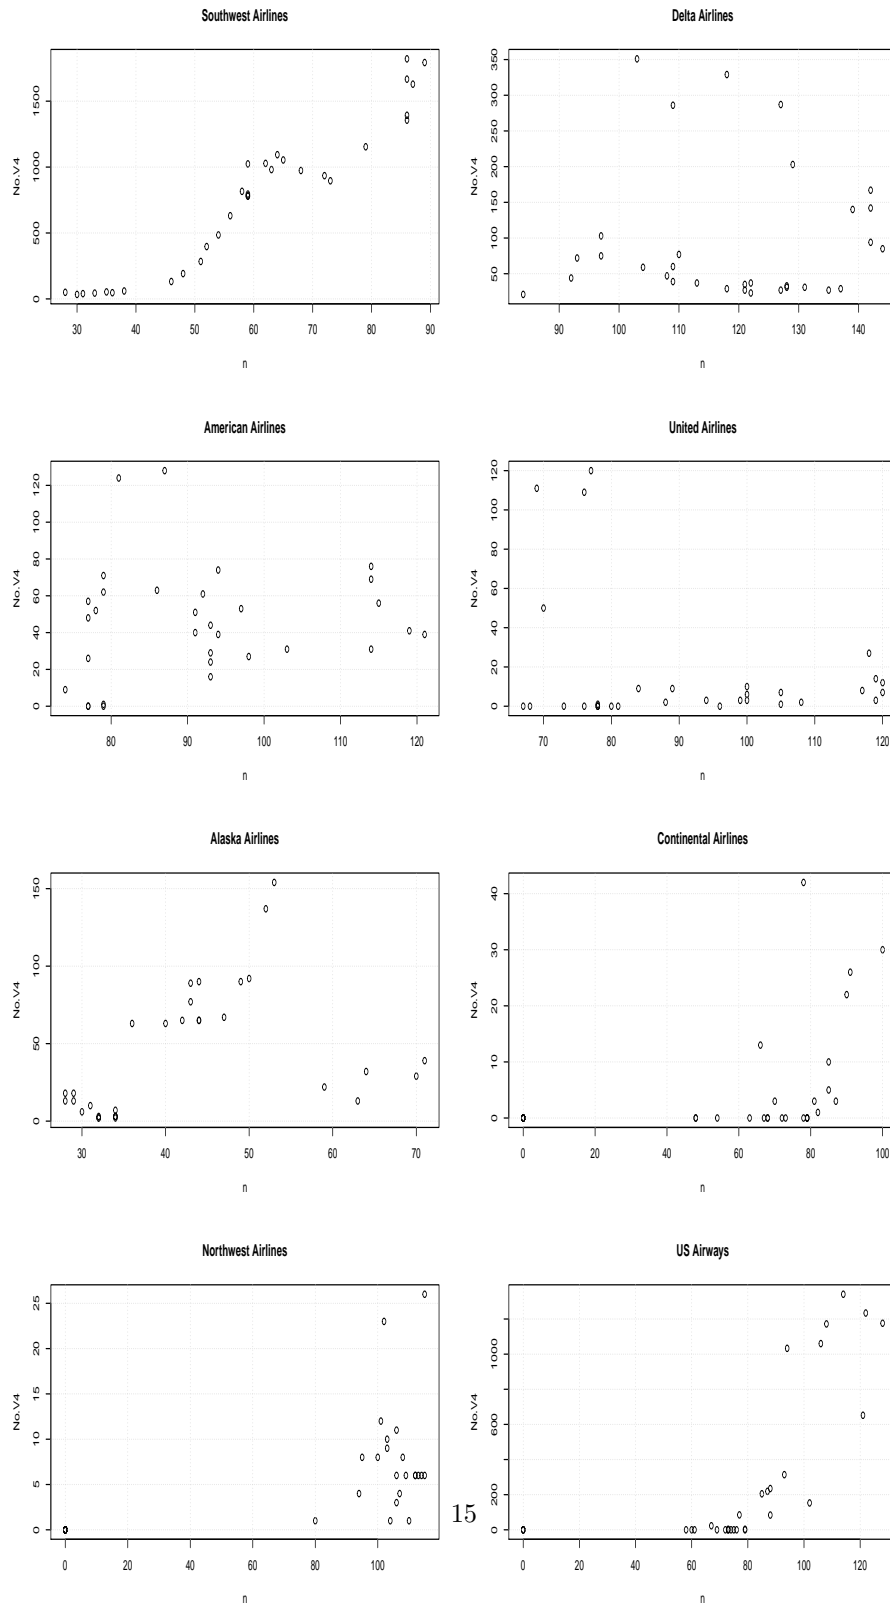 Southwest Airlines
No.V4
0 500 1000 1500
30 40 50 60 70 80 90
n
Delta Airlines
No.V4
50 100 150 200 250 300 350
90 100 110 120 130 140
n
American Airlines
No.V4
0 20 40 60 80 100 120
80 90 100 110 120
n
United Airlines
No.V4
0 20 40 60 80 100 120
70 80 90 100 110 120
n
Alaska Airlines
No.V4
0 50 100 150
30 40 50 60 70
n
Continental Airlines
No.V4
0 10 20 30 40
0 20 40 60 80 100
n
Northwest Airlines
No.V4
0 5 10 15 20 25
0 20 40 60 80 100
n
US Airways
No.V4
0 200 600 1000
0 20 40 60 80 100 120
n
15